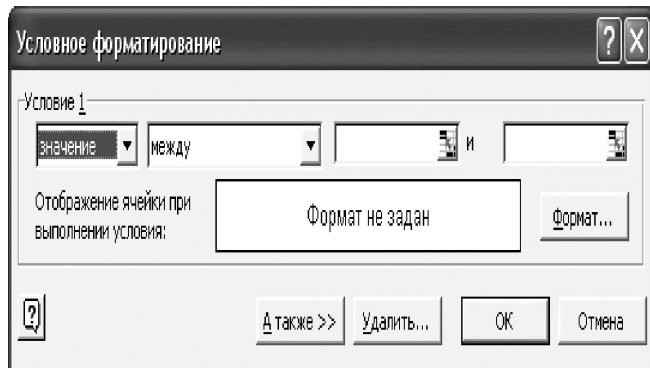 Условное форматирование
Условие 1
значение между и
Отображение ячейки при
выполнении условия:
Формат не задан
Формат...
А также >> Удалить... ОК Отмена